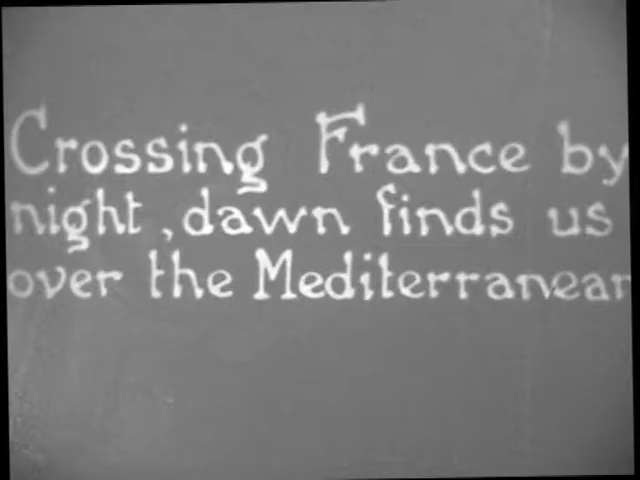 Crossing France by
night, dawn finds us
over the Mediterranean